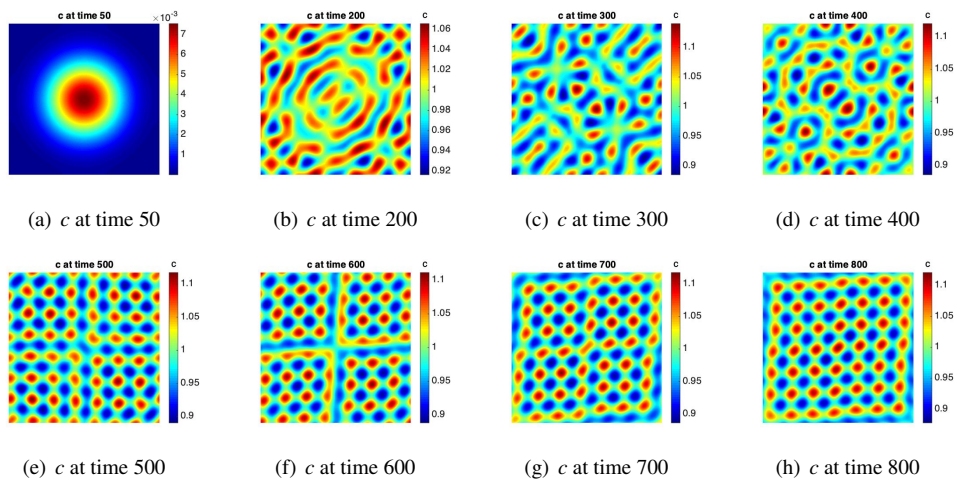 c at time 50
×10⁻³
7
6
5
4
3
2
1
(a) c at time 50
c at time 200
c
1.06
1.04
1.02
1
0.98
0.96
0.94
0.92
(b) c at time 200
c at time 300
c
1.1
1.05
1
0.95
0.9
(c) c at time 300
c at time 400
c
1.1
1.05
1
0.95
0.9
(d) c at time 400
c at time 500
c
1.1
1.05
1
0.95
0.9
(e) c at time 500
c at time 600
c
1.1
1.05
1
0.95
0.9
(f) c at time 600
c at time 700
c
1.1
1.05
1
0.95
0.9
(g) c at time 700
c at time 800
c
1.1
1.05
1
0.95
0.9
(h) c at time 800